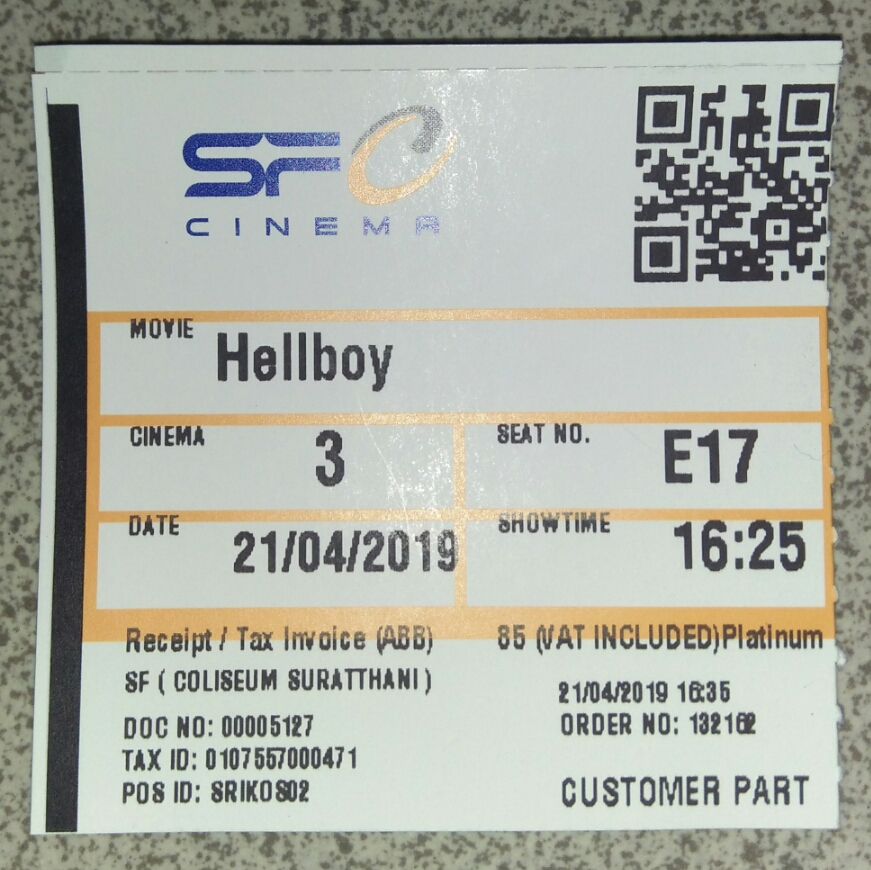 SFC
CINEMA
MOVIE
Hellboy
CINEMA 3
SEAT NO. E17
DATE 21/04/2019
SHOWTIME 16:25
Receipt / Tax Invoice (ABB) 85 (VAT INCLUDED)Platinum
SF ( COLISEUM SURATTHANI )
21/04/2019 16:35
DOC NO: 00005127
ORDER NO: 132162
TAX ID: 0107557000471
POS ID: SRIKOS02
CUSTOMER PART